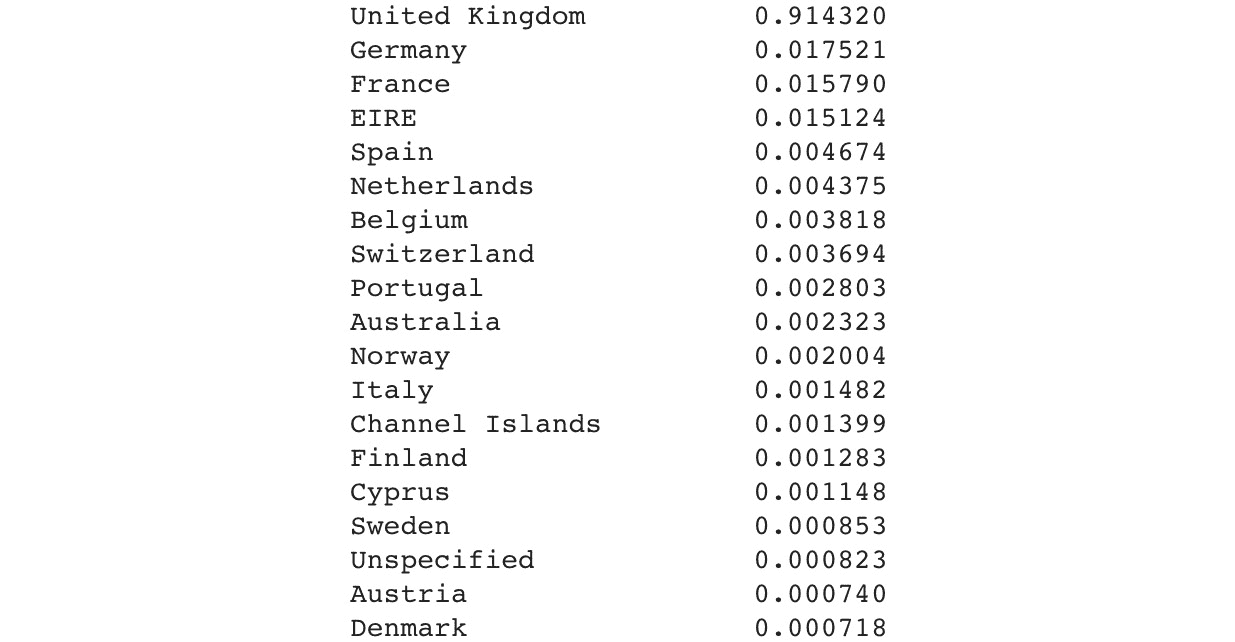 United Kingdom 0.914320
Germany 0.017521
France 0.015790
EIRE 0.015124
Spain 0.004674
Netherlands 0.004375
Belgium 0.003818
Switzerland 0.003694
Portugal 0.002803
Australia 0.002323
Norway 0.002004
Italy 0.001482
Channel Islands 0.001399
Finland 0.001283
Cyprus 0.001148
Sweden 0.000853
Unspecified 0.000823
Austria 0.000740
Denmark 0.000718